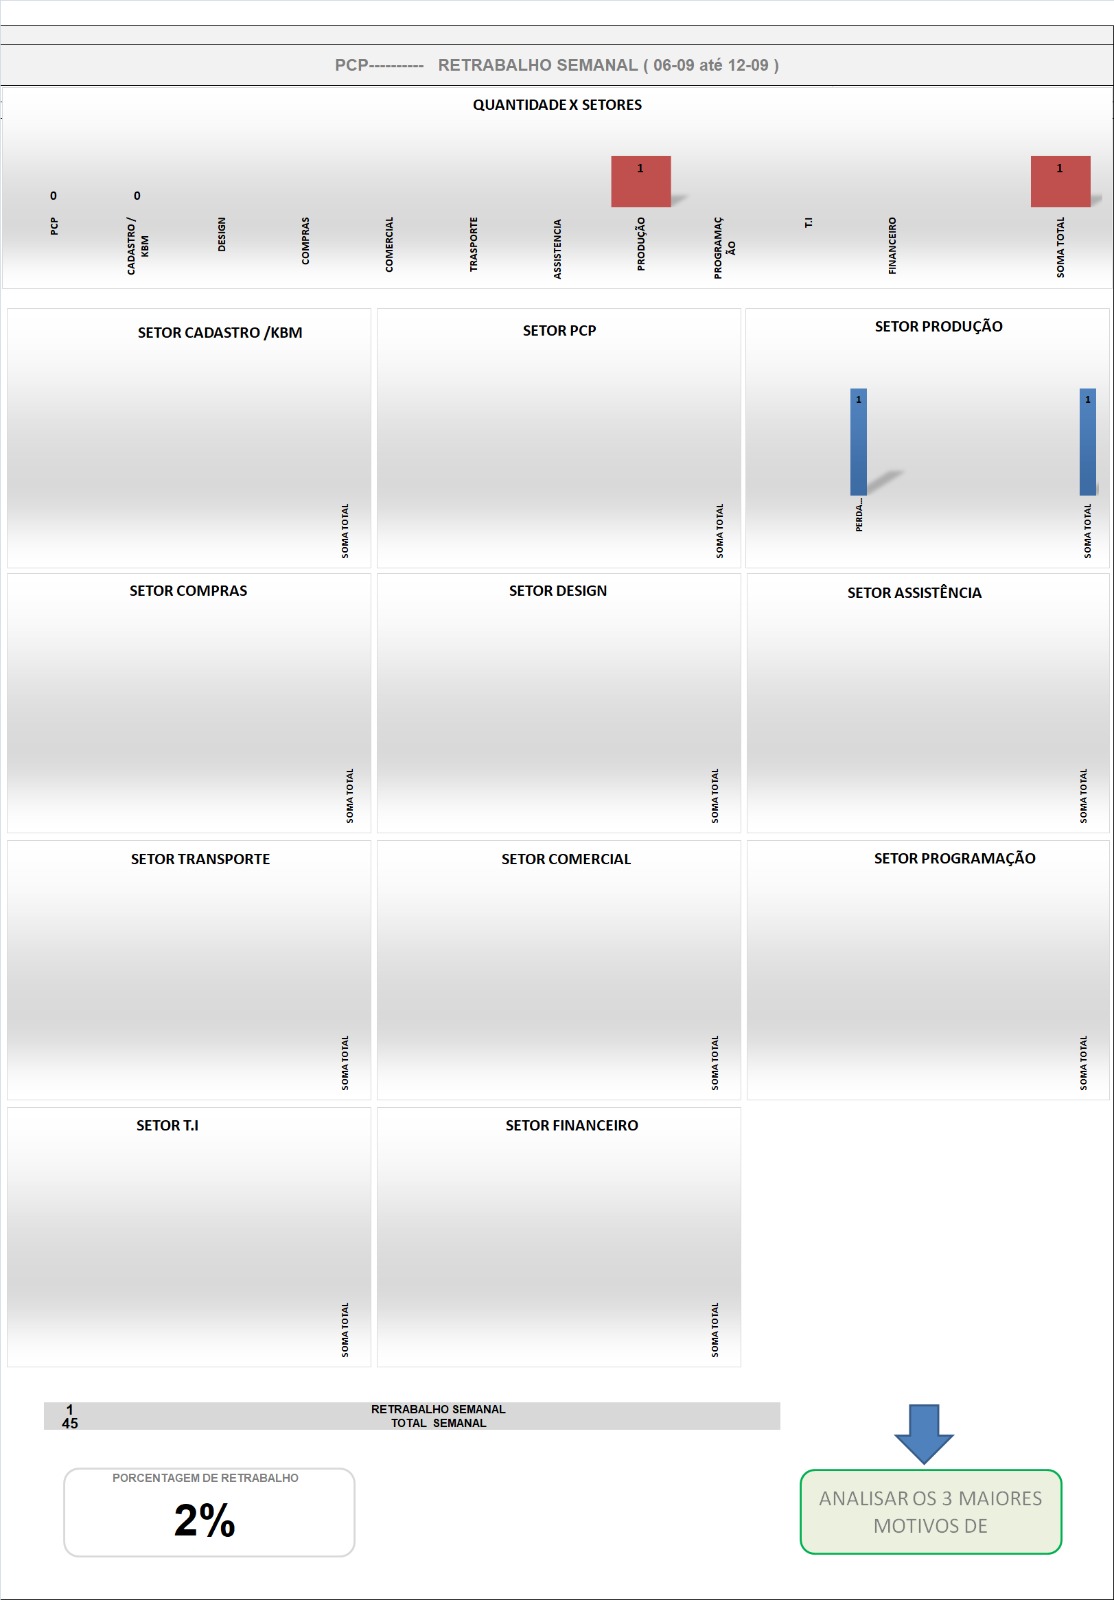 PCP---------- RETRABALHO SEMANAL ( 06-09 até 12-09 )
QUANTIDADE X SETORES
0
0
1
1
PCP
CADASTRO /
KBM
DESIGN
COMPRAS
COMERCIAL
TRASPORTE
ASSISTENCIA
PRODUÇÃO
PROGRAMAÇ
ÃO
T.I
FINANCEIRO
SOMA TOTAL
SETOR CADASTRO /KBM
SOMA TOTAL
SETOR PCP
SOMA TOTAL
SETOR PRODUÇÃO
1
1
PERDA...
SOMA TOTAL
SETOR COMPRAS
SOMA TOTAL
SETOR DESIGN
SOMA TOTAL
SETOR ASSISTÊNCIA
SOMA TOTAL
SETOR TRANSPORTE
SOMA TOTAL
SETOR COMERCIAL
SOMA TOTAL
SETOR PROGRAMAÇÃO
SOMA TOTAL
SETOR T.I
SOMA TOTAL
SETOR FINANCEIRO
SOMA TOTAL
1 RETRABALHO SEMANAL
45 TOTAL SEMANAL
PORCENTAGEM DE RETRABALHO
2%
ANALISAR OS 3 MAIORES
MOTIVOS DE